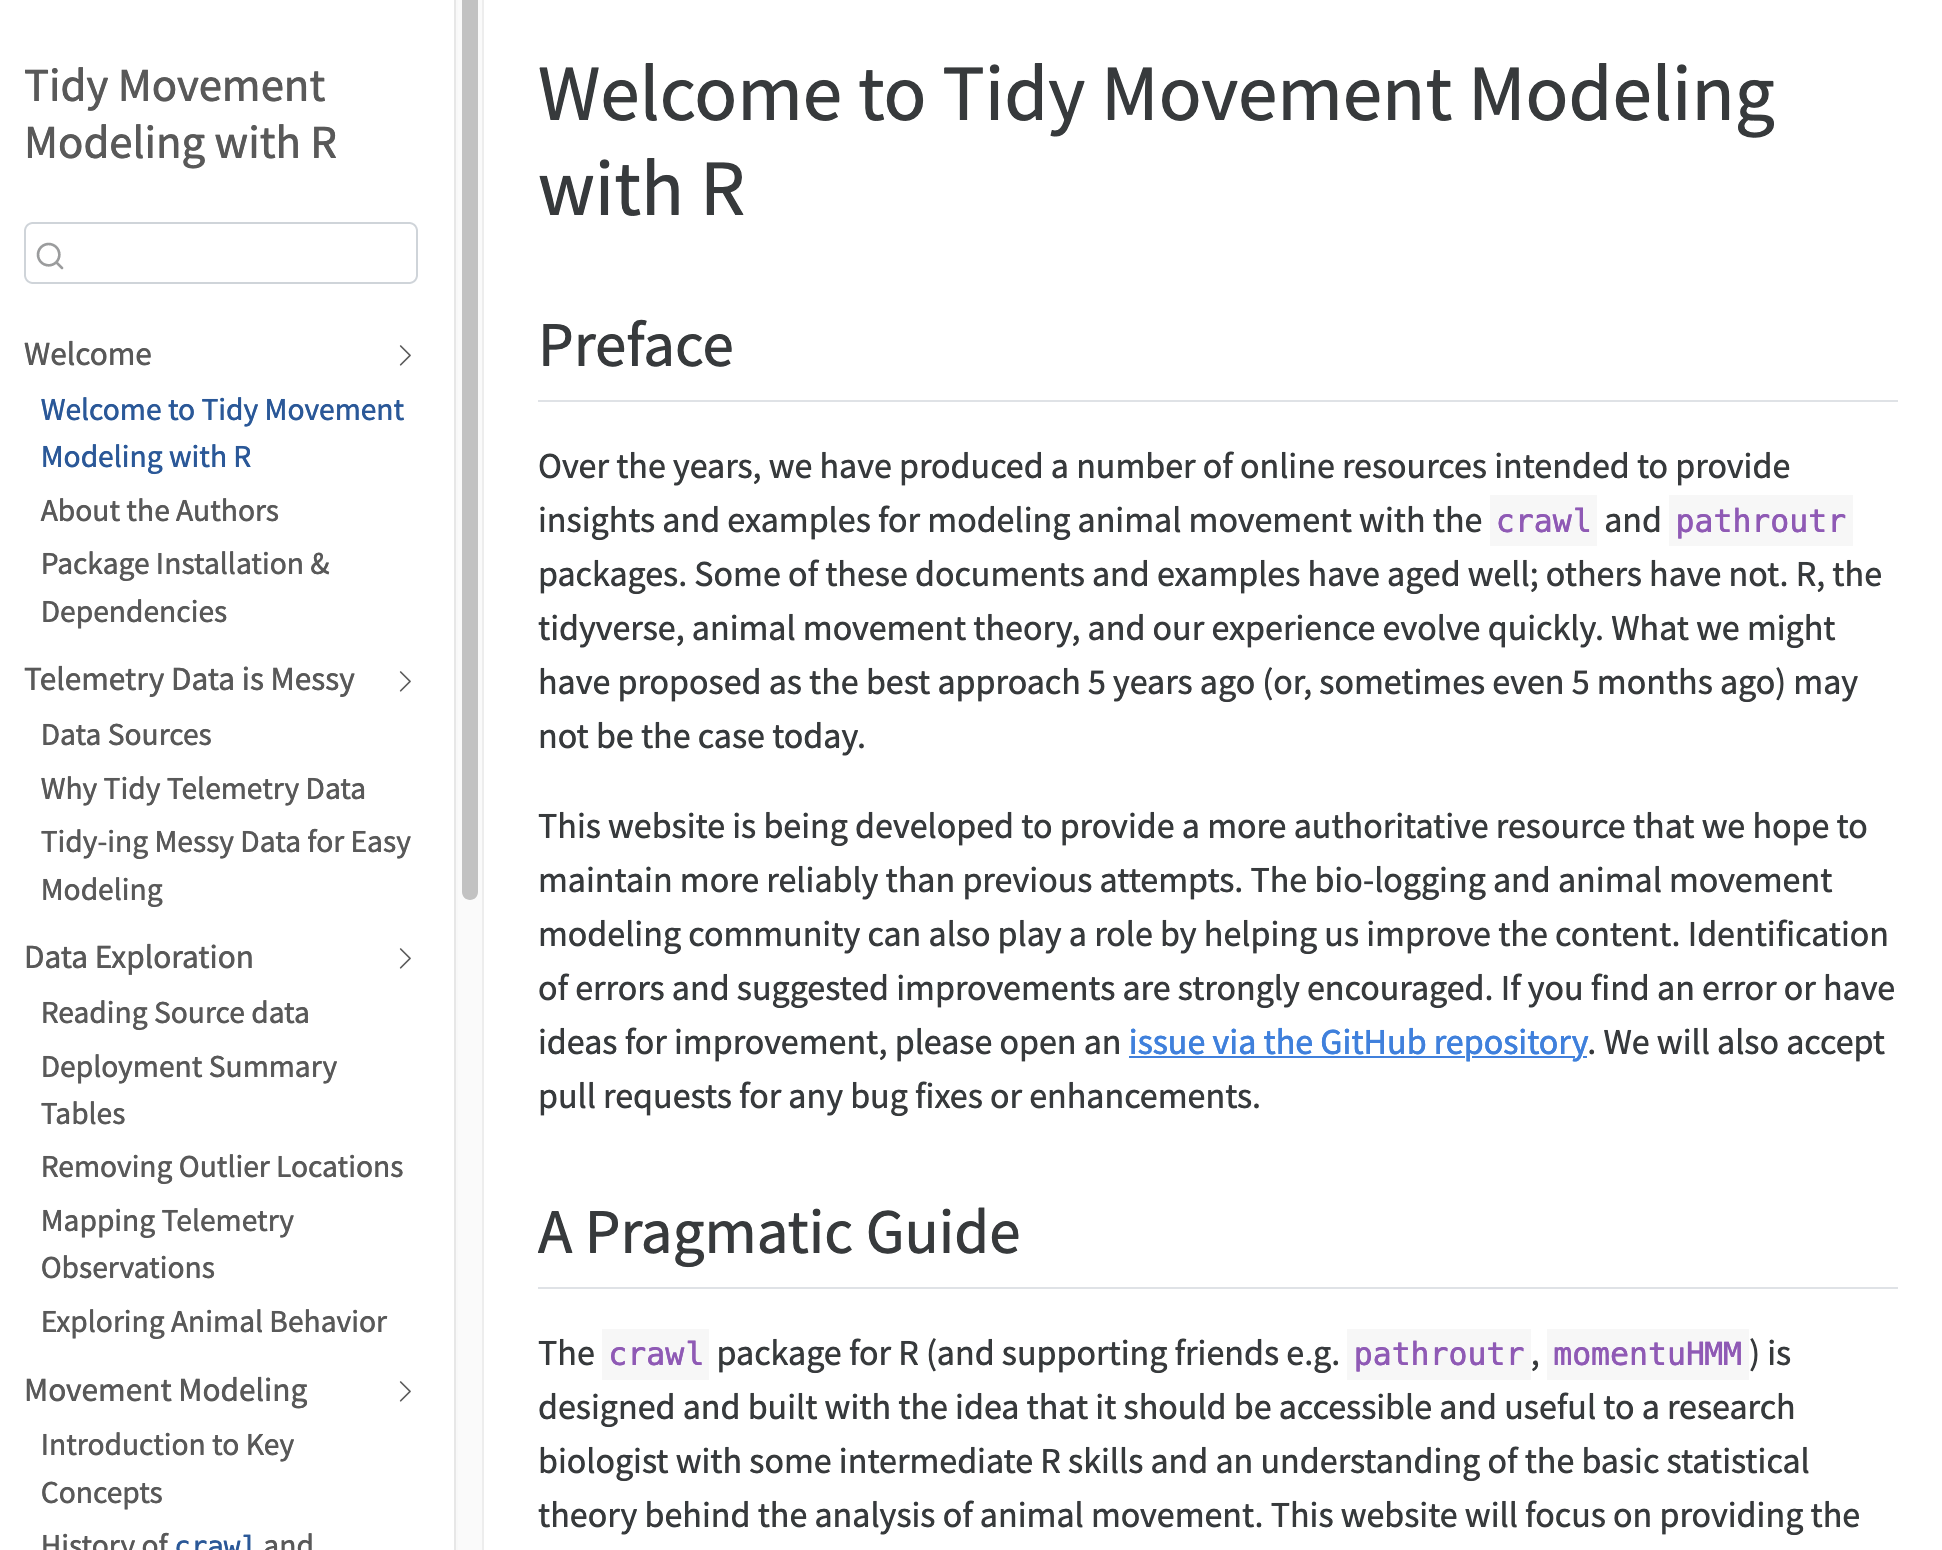 Tidy Movement
Modeling with R
Welcome
Welcome to Tidy Movement
Modeling with R
About the Authors
Package Installation &
Dependencies
Telemetry Data is Messy
Data Sources
Why Tidy Telemetry Data
Tidy-ing Messy Data for Easy
Modeling
Data Exploration
Reading Source data
Deployment Summary
Tables
Removing Outlier Locations
Mapping Telemetry
Observations
Exploring Animal Behavior
Movement Modeling
Introduction to Key
Concepts
History of crawl and
Welcome to Tidy Movement Modeling
with R
Preface
Over the years, we have produced a number of online resources intended to provide
insights and examples for modeling animal movement with the crawl and pathroutr
packages. Some of these documents and examples have aged well; others have not. R, the
tidyverse, animal movement theory, and our experience evolve quickly. What we might
have proposed as the best approach 5 years ago (or, sometimes even 5 months ago) may
not be the case today.
This website is being developed to provide a more authoritative resource that we hope to
maintain more reliably than previous attempts. The bio-logging and animal movement
modeling community can also play a role by helping us improve the content. Identification
of errors and suggested improvements are strongly encouraged. If you find an error or have
ideas for improvement, please open an issue via the GitHub repository. We will also accept
pull requests for any bug fixes or enhancements.
A Pragmatic Guide
The crawl package for R (and supporting friends e.g. pathroutr, momentuHMM) is
designed and built with the idea that it should be accessible and useful to a research
biologist with some intermediate R skills and an understanding of the basic statistical
theory behind the analysis of animal movement. This website will focus on providing the